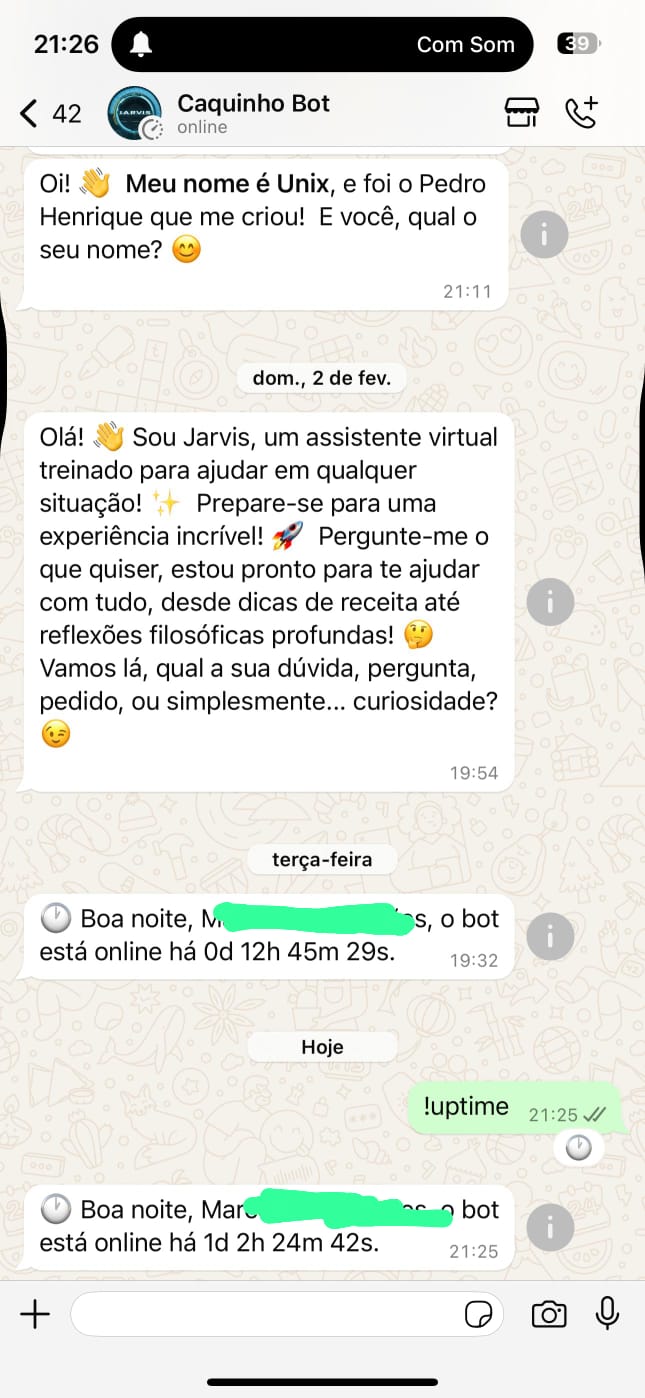 21:26
Com Som
39
42
JARVIS
Caquinho Bot
online
Oi! 👋 Meu nome é Unix, e foi o Pedro
Henrique que me criou! E você, qual o
seu nome? 😊
21:11
dom., 2 de fev.
Olá! 👋 Sou Jarvis, um assistente virtual
treinado para ajudar em qualquer
situação! ✨ Prepare-se para uma
experiência incrível! 🚀 Pergunte-me o
que quiser, estou pronto para te ajudar
com tudo, desde dicas de receita até
reflexões filosóficas profundas! 🤔
Vamos lá, qual a sua dúvida, pergunta,
pedido, ou simplesmente... curiosidade?
😉
19:54
terça-feira
🕐 Boa noite, o bot
está online há 0d 12h 45m 29s.
19:32
Hoje
!uptime 21:25
🕐 Boa noite, o bot
está online há 1d 2h 24m 42s.
21:25